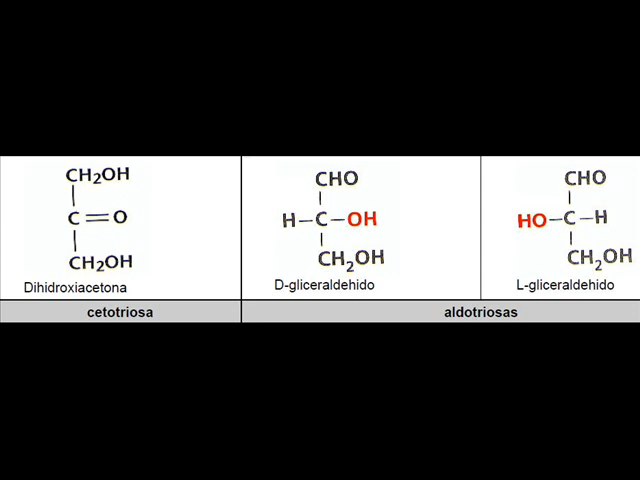 CH₂OH
C=O
CH₂OH
Dihidroxiacetona
CHO
H-C-OH
CH₂OH
D-gliceraldehido
CHO
HO-C-H
CH₂OH
L-gliceraldehido
cetotriosa
aldotriosas